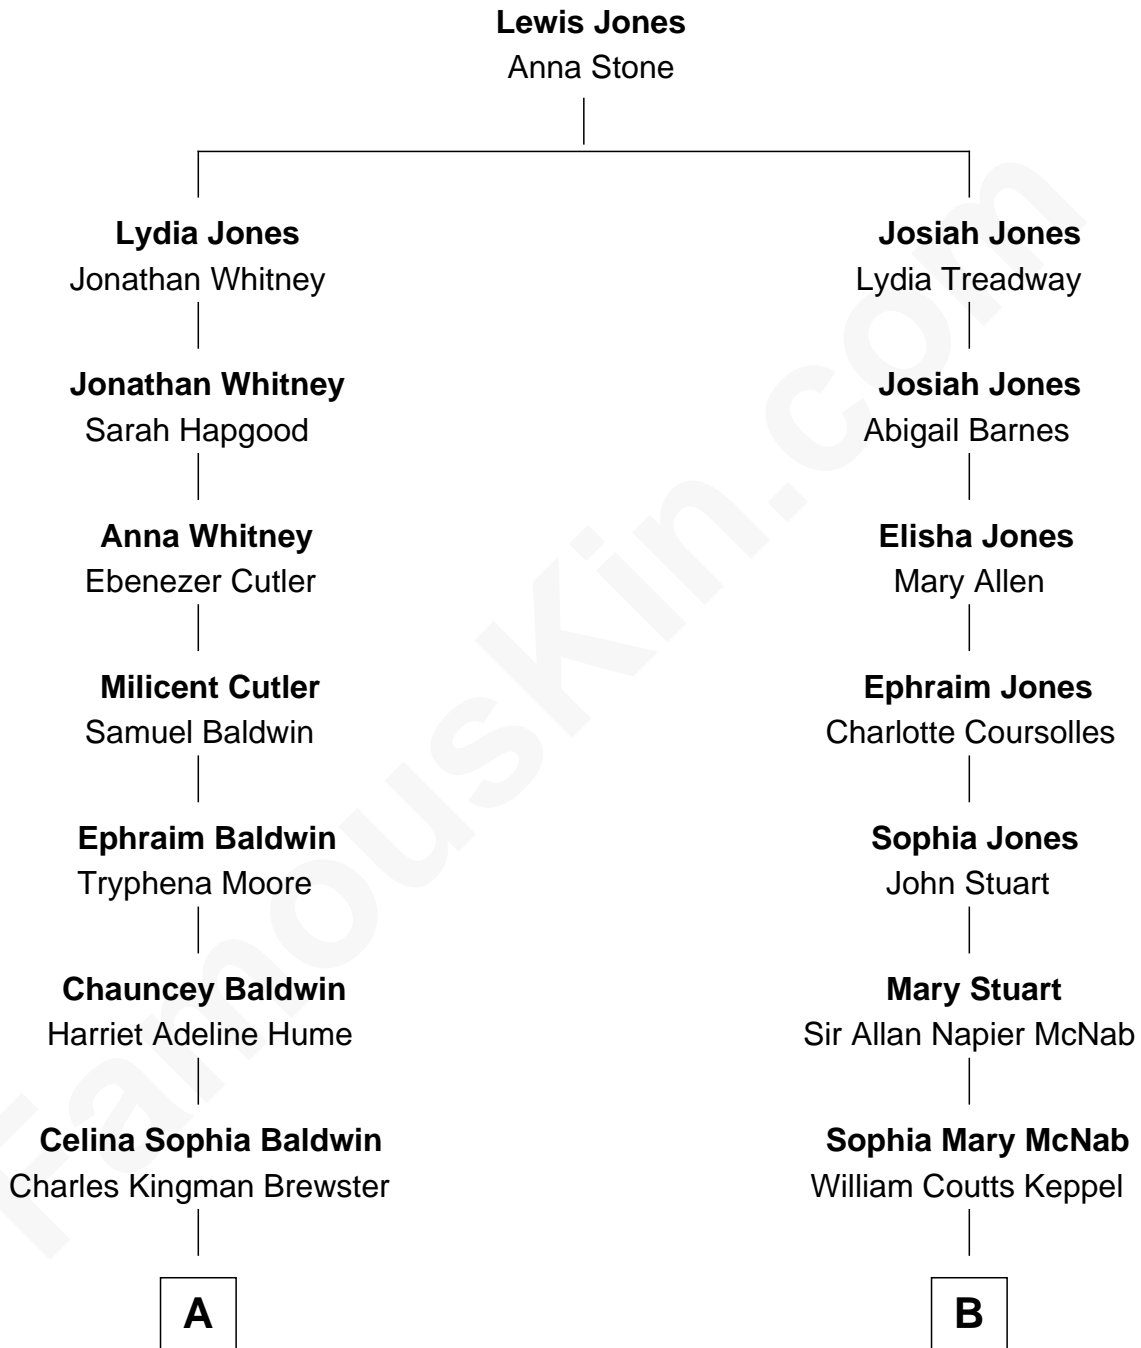 Lewis Jones
Anna Stone
Lydia Jones
Jonathan Whitney
Josiah Jones
Lydia Treadway
Jonathan Whitney
Sarah Hapgood
Josiah Jones
Abigail Barnes
Anna Whitney
Ebenezer Cutler
Elisha Jones
Mary Allen
Milicent Cutler
Samuel Baldwin
Ephraim Jones
Charlotte Coursolles
Ephraim Baldwin
Tryphena Moore
Sophia Jones
John Stuart
Chauncey Baldwin
Harriet Adeline Hume
Mary Stuart
Sir Allan Napier McNab
Celina Sophia Baldwin
Charles Kingman Brewster
Sophia Mary McNab
William Coutts Keppel
A
B
FamousKin.com